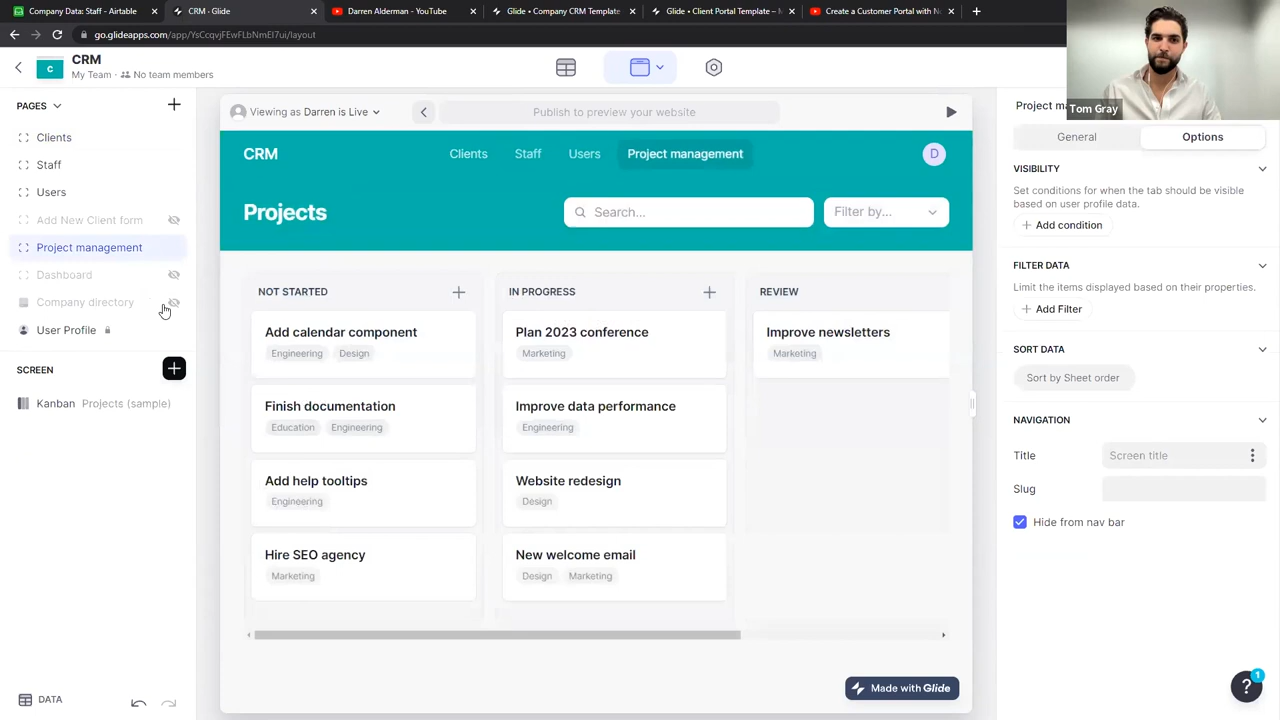 Company Data: Staff - Airtable
CRM - Glide
Darren Alderman - YouTube
Glide • Company CRM Template
Glide • Client Portal Template –
Create a Customer Portal with N
go.glideapps.com/app/YsCcqvjFEwFLbNmEl7ui/layout
C
CRM
My Team • No team members
PAGES
Clients
Staff
Users
Add New Client form
Project management
Dashboard
Company directory
User Profile
SCREEN
Kanban Projects (sample)
DATA
Viewing as Darren is Live
Publish to preview your website
CRM
Clients
Staff
Users
Project management
D
Projects
Search...
Filter by...
NOT STARTED
Add calendar component
Engineering
Design
Finish documentation
Education
Engineering
Add help tooltips
Engineering
Hire SEO agency
Marketing
IN PROGRESS
Plan 2023 conference
Marketing
Improve data performance
Engineering
Website redesign
Design
New welcome email
Design
Marketing
REVIEW
Improve newsletters
Marketing
Made with Glide
Tom Gray
Project m
General
Options
VISIBILITY
Set conditions for when the tab should be visible
based on user profile data.
Add condition
FILTER DATA
Limit the items displayed based on their properties.
Add Filter
SORT DATA
Sort by Sheet order
NAVIGATION
Title
Screen title
Slug
Hide from nav bar
?
1